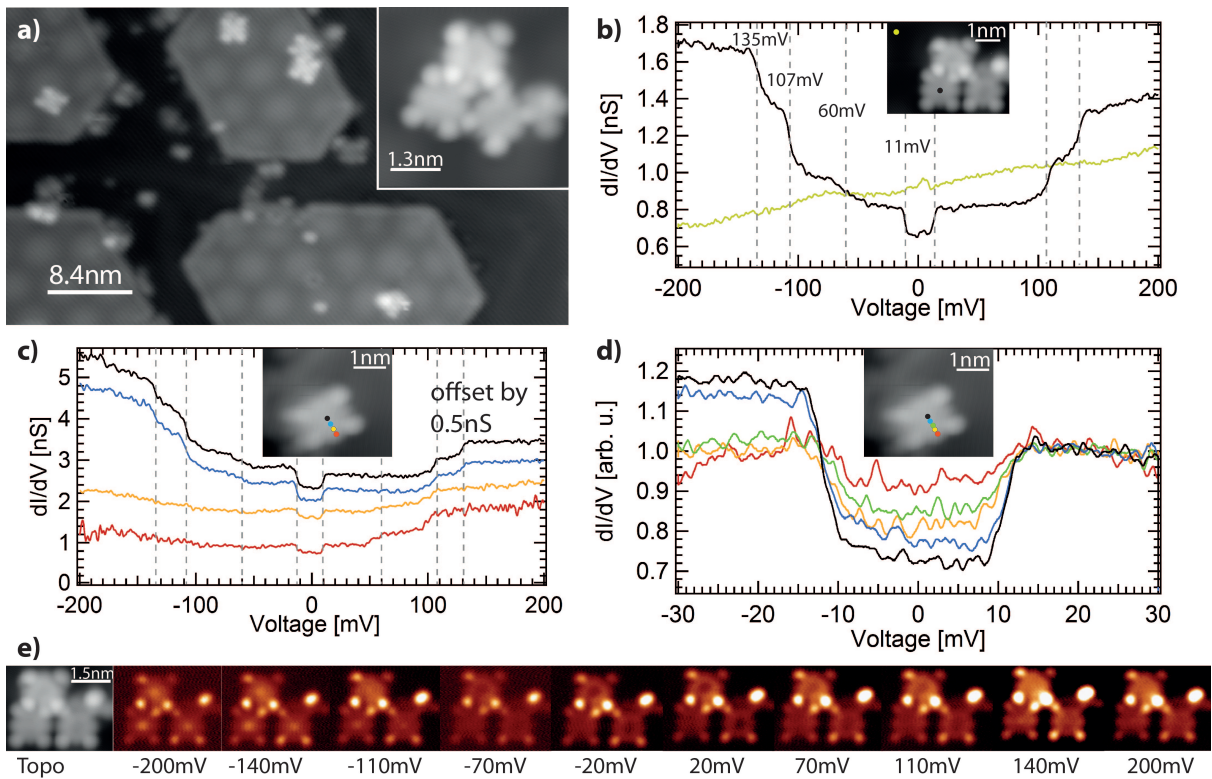 a)
1.3nm
8.4nm
b)
dI/dV [nS]
1.8
1.6
1.4
1.2
1.0
0.8
0.6
135mV
107mV
60mV
11mV
1nm
-200 -100 0 100 200
Voltage [mV]
c)
dI/dV [nS]
5
4
3
2
1
0
1nm
offset by
0.5nS
-200 -100 0 100 200
Voltage [mV]
d)
dI/dV [arb. u.]
1.2
1.1
1.0
0.9
0.8
0.7
1nm
-30 -20 -10 0 10 20 30
Voltage [mV]
e)
1.5nm
Topo -200mV -140mV -110mV -70mV -20mV 20mV 70mV 110mV 140mV 200mV